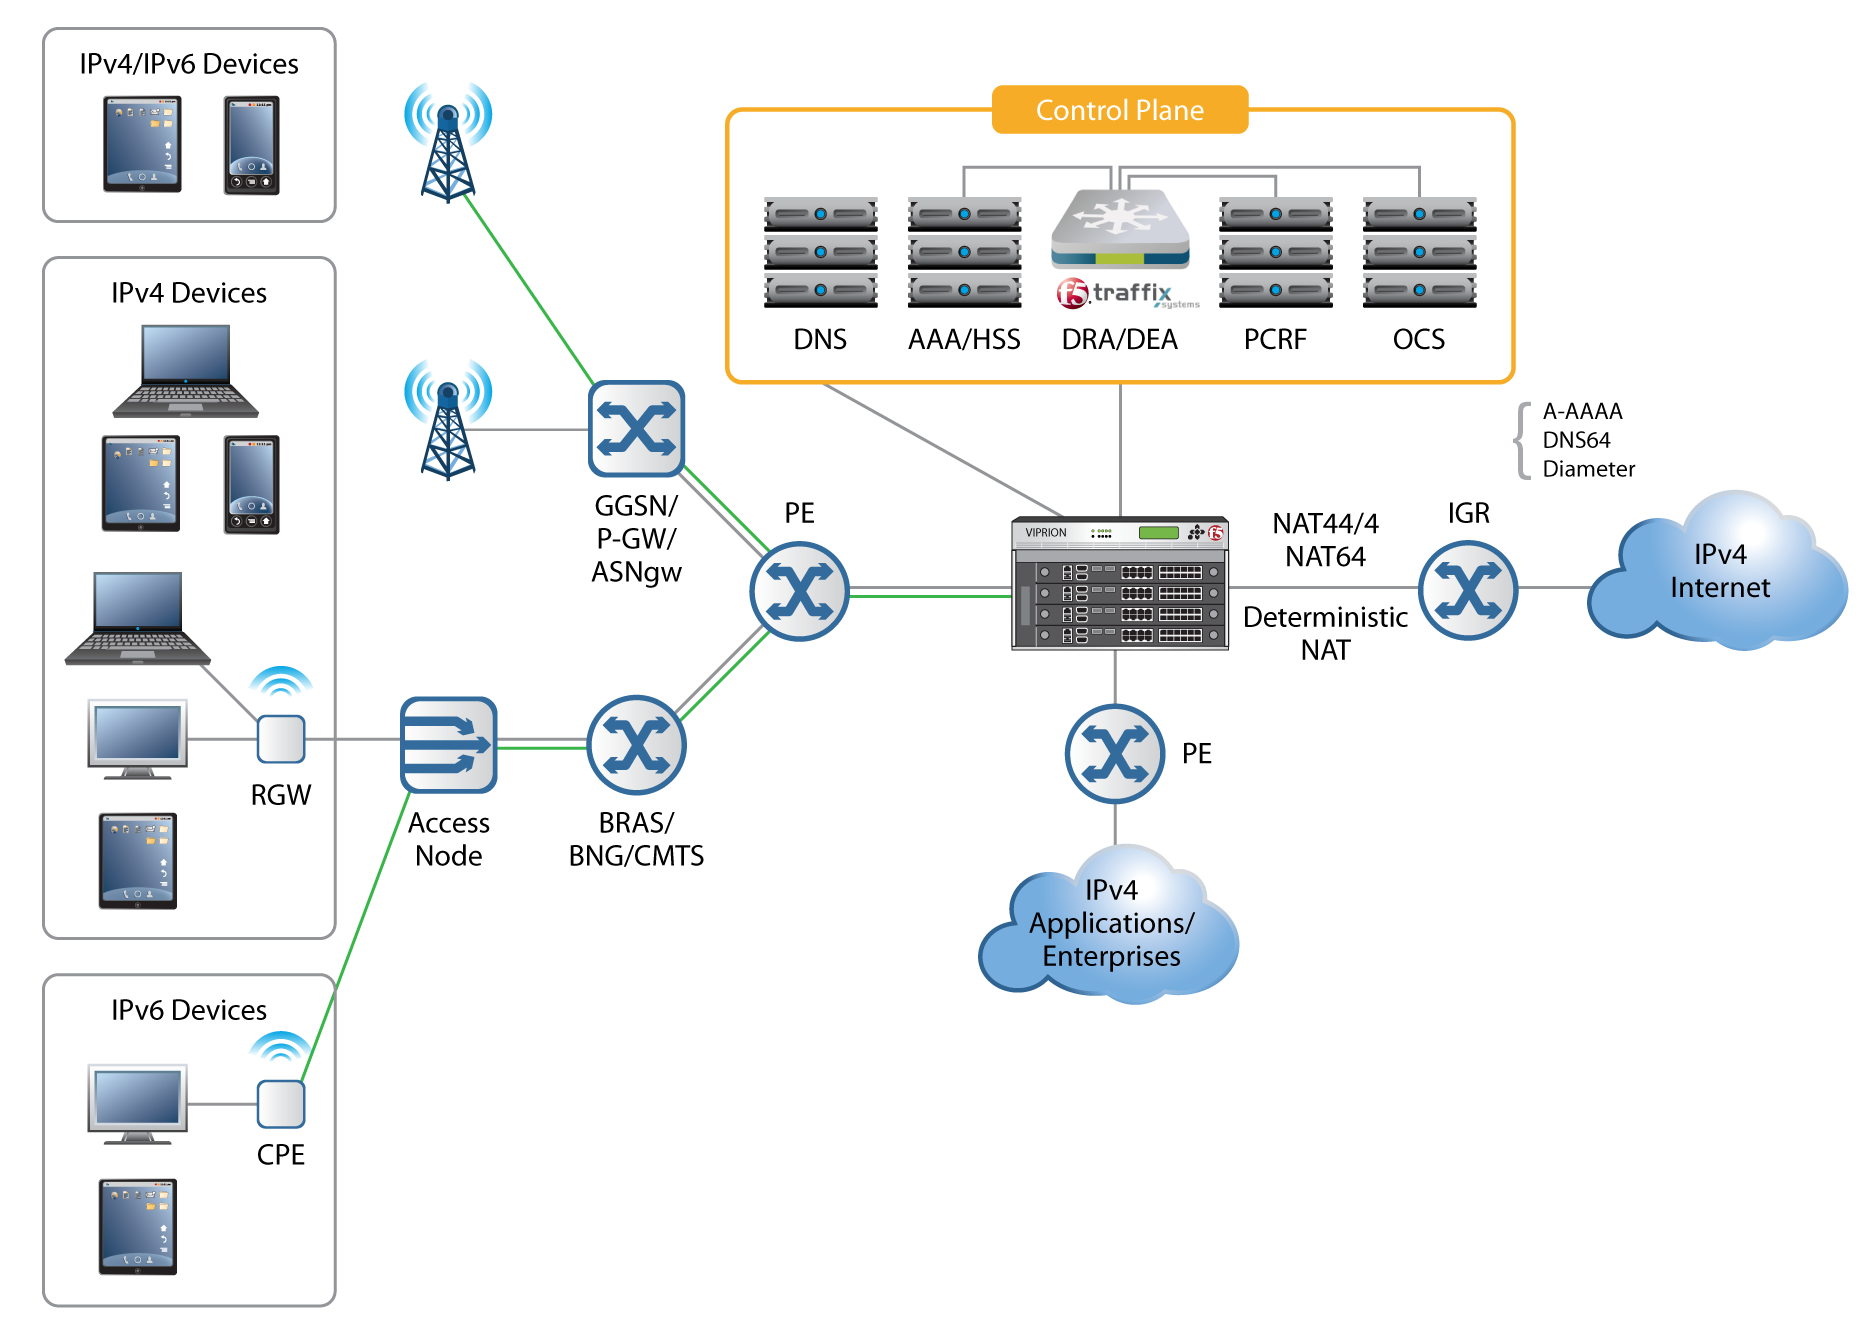 IPv4/IPv6 Devices
IPv4 Devices
RGW
IPv6 Devices
CPE
Access
Node
GGSN/
P-GW/
ASNgw
BRAS/
BNG/CMTS
PE
Control Plane
DNS
AAA/HSS
f5 traffix
systems
DRA/DEA
PCRF
OCS
A-AAAA
DNS64
Diameter
VIPRION
f5
NAT44/4
NAT64
Deterministic
NAT
IGR
IPv4
Internet
PE
IPv4
Applications/
Enterprises